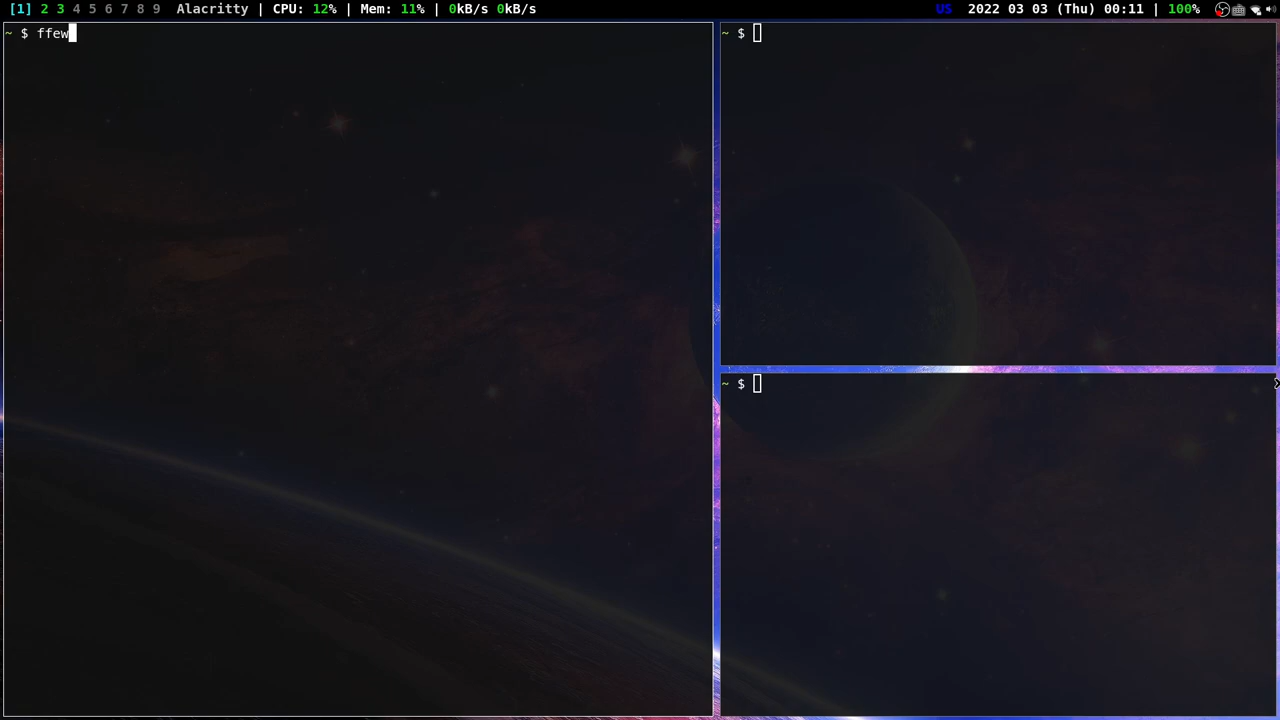 [1] 2 3 4 5 6 7 8 9 Alacritty | CPU: 12% | Mem: 11% | 0kB/s 0kB/s US 2022 03 03 (Thu) 00:11 | 100%
~ $ ffew
~ $
~ $